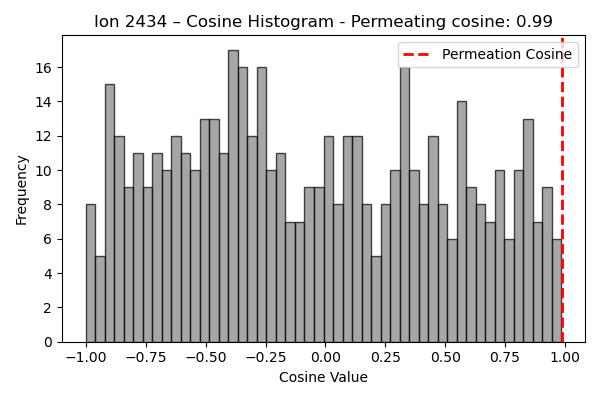 Ion 2434 – Cosine Histogram - Permeating cosine: 0.99
Permeation Cosine
16
14
12
10
8
6
4
2
0
Frequency
−1.00 −0.75 −0.50 −0.25 0.00 0.25 0.50 0.75 1.00
Cosine Value